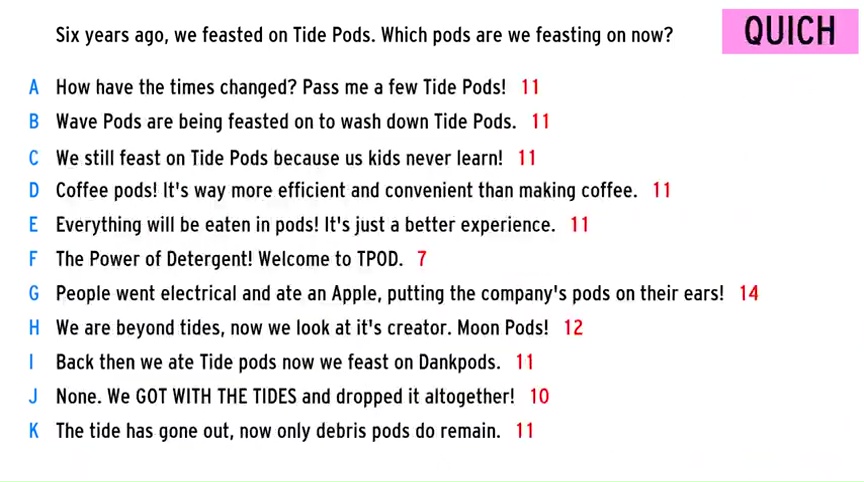 Six years ago, we feasted on Tide Pods. Which pods are we feasting on now?
QUICH
A How have the times changed? Pass me a few Tide Pods! 11
B Wave Pods are being feasted on to wash down Tide Pods. 11
C We still feast on Tide Pods because us kids never learn! 11
D Coffee pods! It's way more efficient and convenient than making coffee. 11
E Everything will be eaten in pods! It's just a better experience. 11
F The Power of Detergent! Welcome to TPOD. 7
G People went electrical and ate an Apple, putting the company's pods on their ears! 14
H We are beyond tides, now we look at it's creator. Moon Pods! 12
I Back then we ate Tide pods now we feast on Dankpods. 11
J None. We GOT WITH THE TIDES and dropped it altogether! 10
K The tide has gone out, now only debris pods do remain. 11